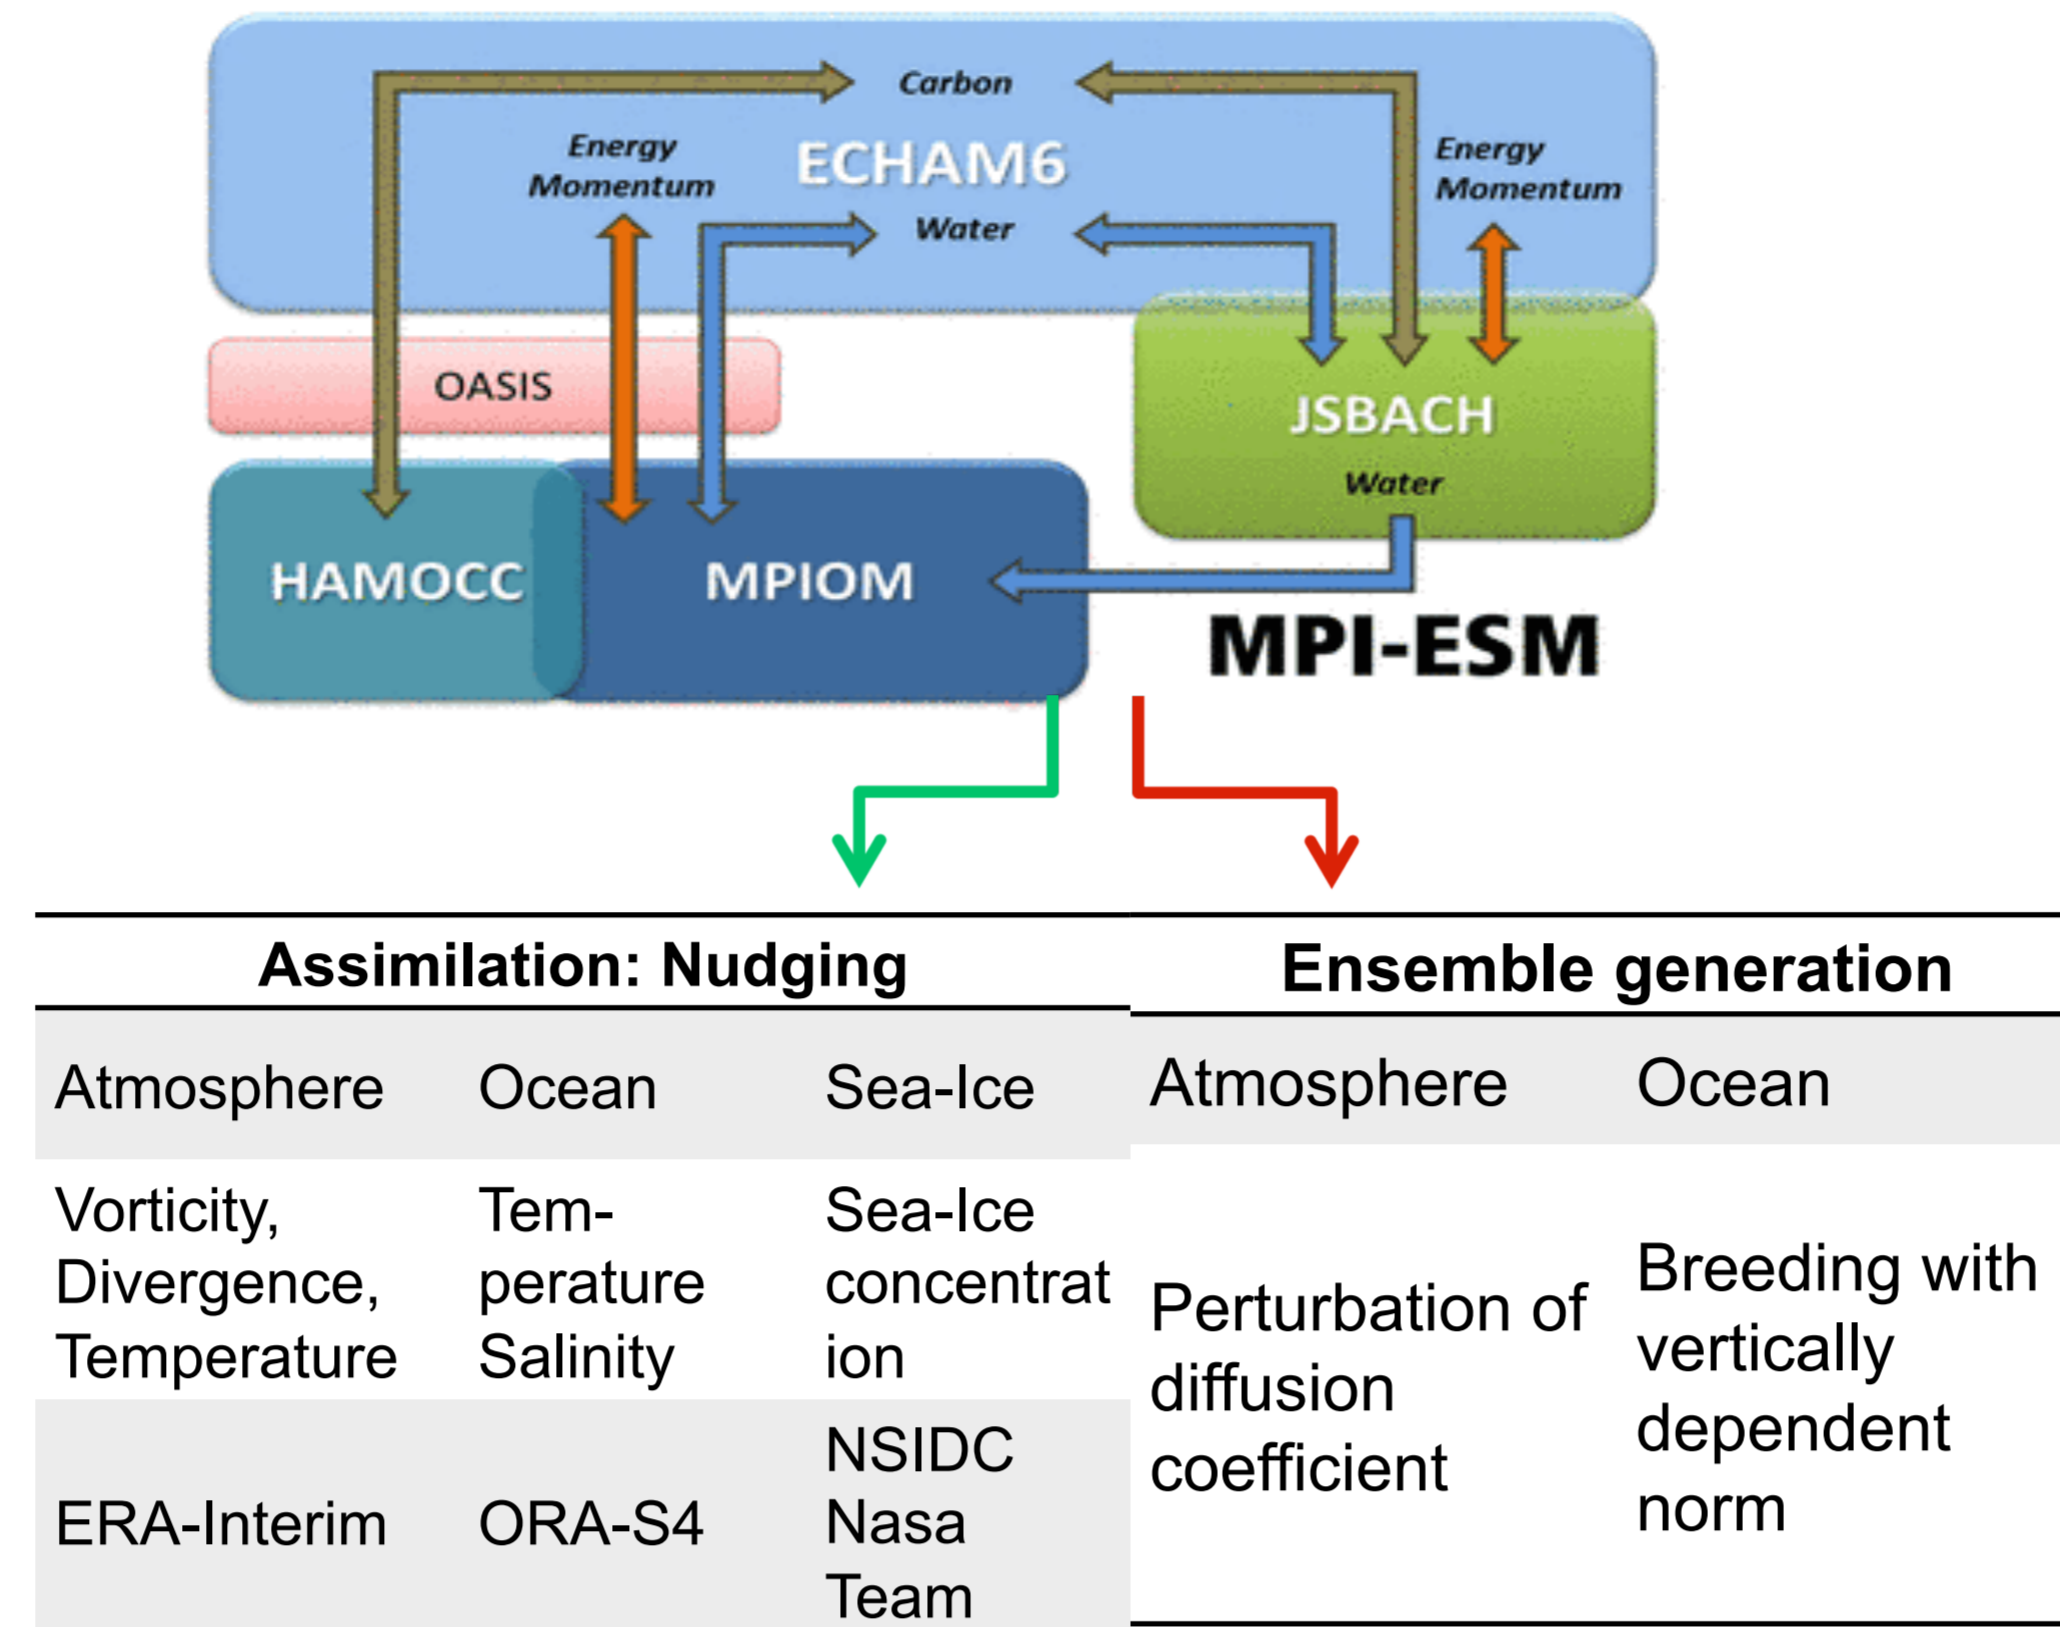 Carbon
Energy
Momentum
ECHAM6
Energy
Momentum
Water
OASIS
JSBACH
Water
HAMOCC
MPIOM
MPI-ESM
Assimilation: Nudging
Atmosphere Ocean Sea-Ice
Vorticity, Tem- Sea-Ice
Divergence, perature concentrat
Temperature Salinity ion
ERA-Interim ORA-S4 NSIDC
Nasa
Team
Ensemble generation
Atmosphere Ocean
Perturbation of
diffusion
coefficient
Breeding with
vertically
dependent
norm